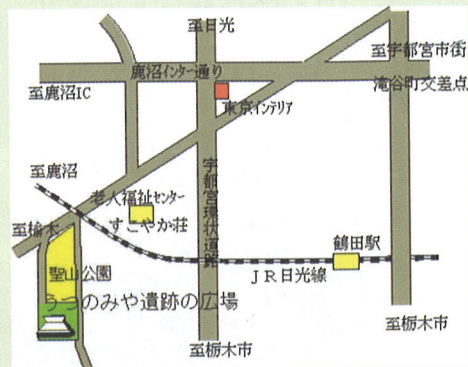 至日光
至宇都宮市街
鹿沼インター通り
滝谷町交差点
至鹿沼IC
東京インテリア
至鹿沼
宇都宮環状道路
老人福祉センター
すこやか荘
至楡木
鶴田駅
JR日光線
聖山公園
うつのみや遺跡の広場
至栃木市
至栃木市